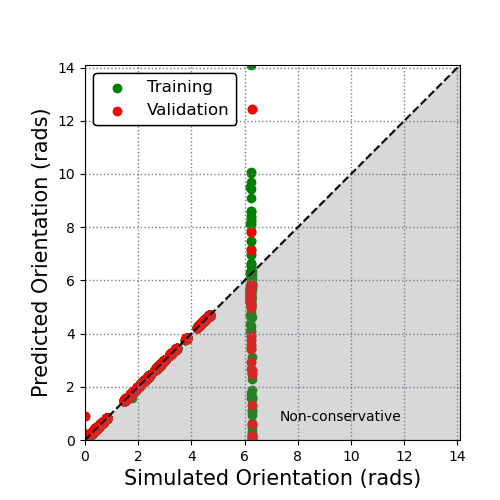 Training
Validation
14
12
10
8
6
4
2
0
Predicted Orientation (rads)
Non-conservative
0 2 4 6 8 10 12 14
Simulated Orientation (rads)